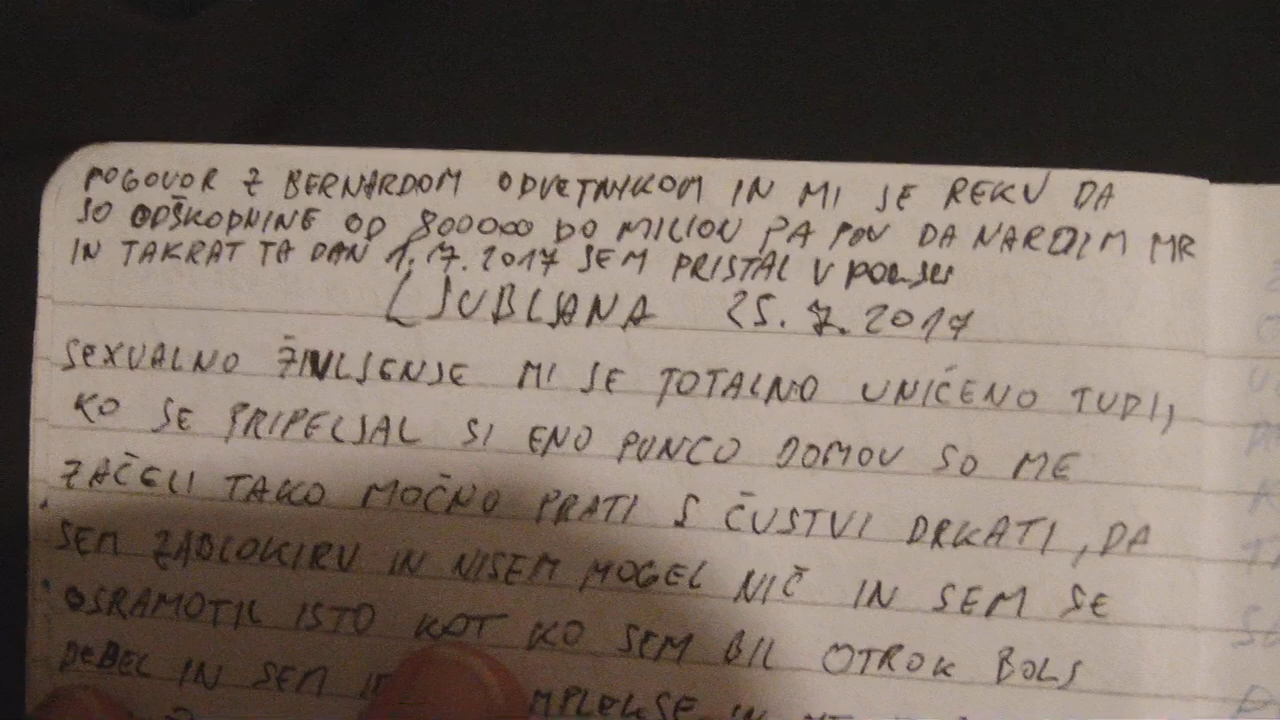 POGOVOR Z BERNARDOM ODVETNIKOM IN MI JE REKU DA
SO ODŠKODNINE OD 800000 DO MILION PA POV DA NARDIM MR
IN TAKRAT TA DAN 1.7.2017 SEM PRISTAL V
LJUBLJANA 25.7.2017
SEXUALNO ŽIVLJENJE MI JE TOTALNO UNIČENO TUDI,
KO SE PRIPELJAL SI ENO PUNCO DOMOV SO ME
ZAČELI TAKO MOČNO PRATI S ČUSTVI DRKATI, DA
SEM ZABLOKIRU IN NISEM MOGEL NIČ IN SEM SE
OSRAMOTIL ISTO KOT KO SEM BIL OTROK BOLJ
DEBEL IN SEM MPLEKSE IN